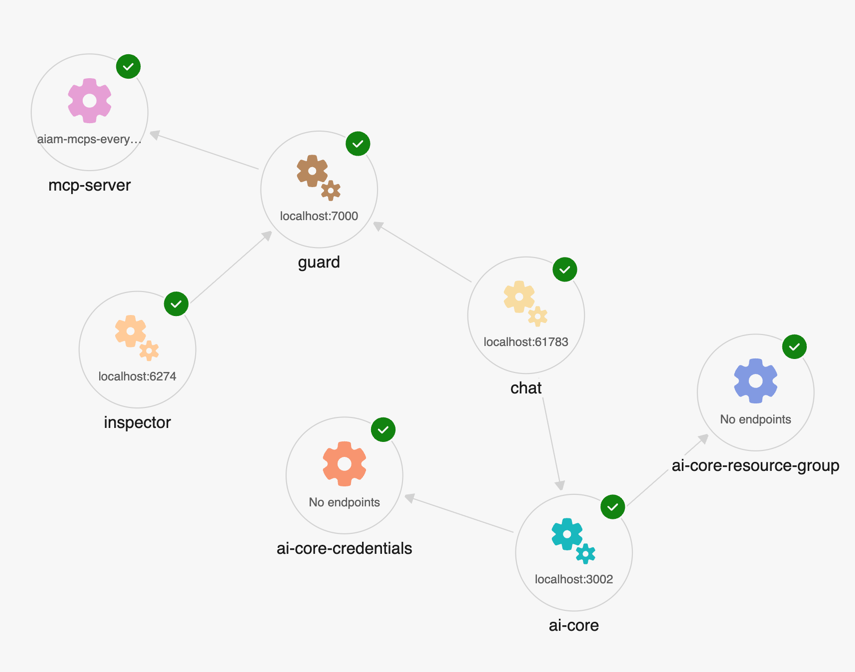 aiam-mcps-every...
mcp-server
localhost:7000
guard
localhost:61783
chat
localhost:6274
inspector
No endpoints
ai-core-resource-group
No endpoints
ai-core-credentials
localhost:3002
ai-core